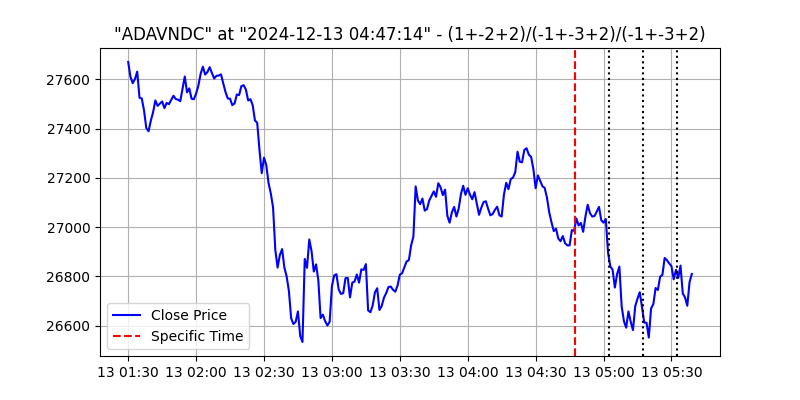 "ADAVNDC" at "2024-12-13 04:47:14" - (1+-2+2)/(-1+-3+2)/(-1+-3+2)
27600
27400
27200
27000
26800
26600
Close Price
Specific Time
13 01:30 13 02:00 13 02:30 13 03:00 13 03:30 13 04:00 13 04:30 13 05:00 13 05:30